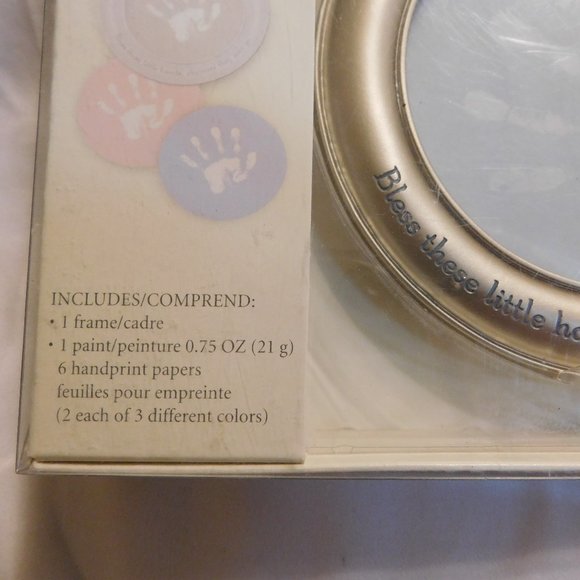 INCLUDES/COMPREND:
• 1 frame/cadre
• 1 paint/peinture 0.75 OZ (21 g)
6 handprint papers
feuilles pour empreinte
(2 each of 3 different colors)
Bless these little